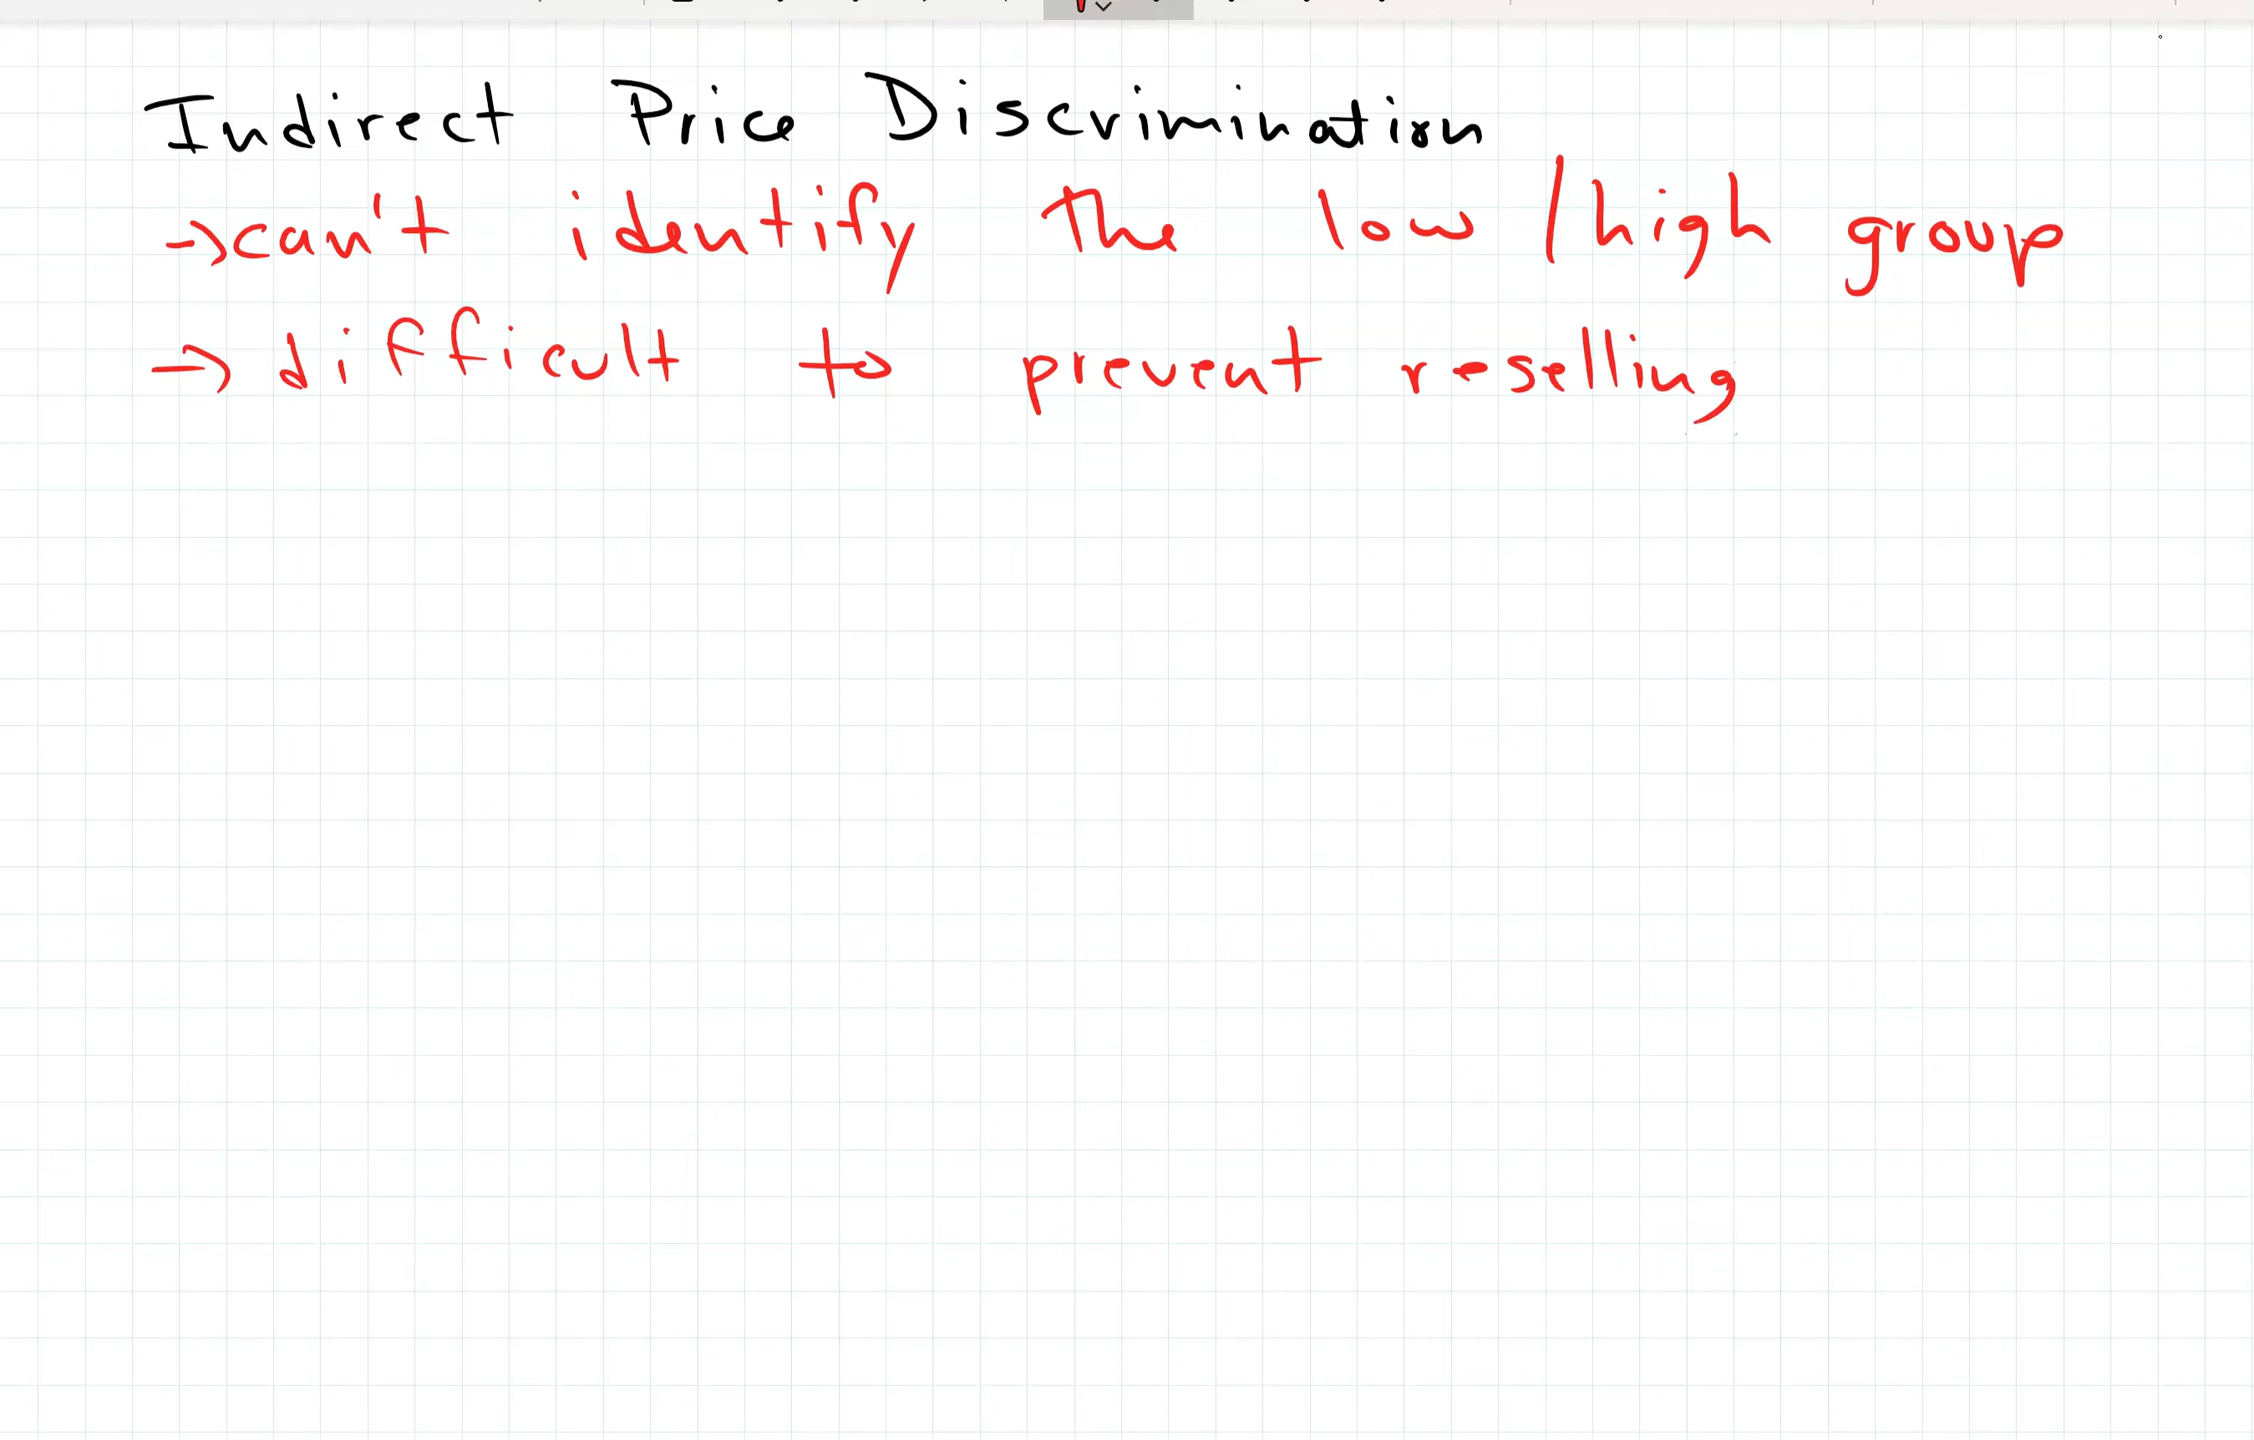 Indirect Price Discrimination
→can't identify the low/high group
→ difficult to prevent reselling